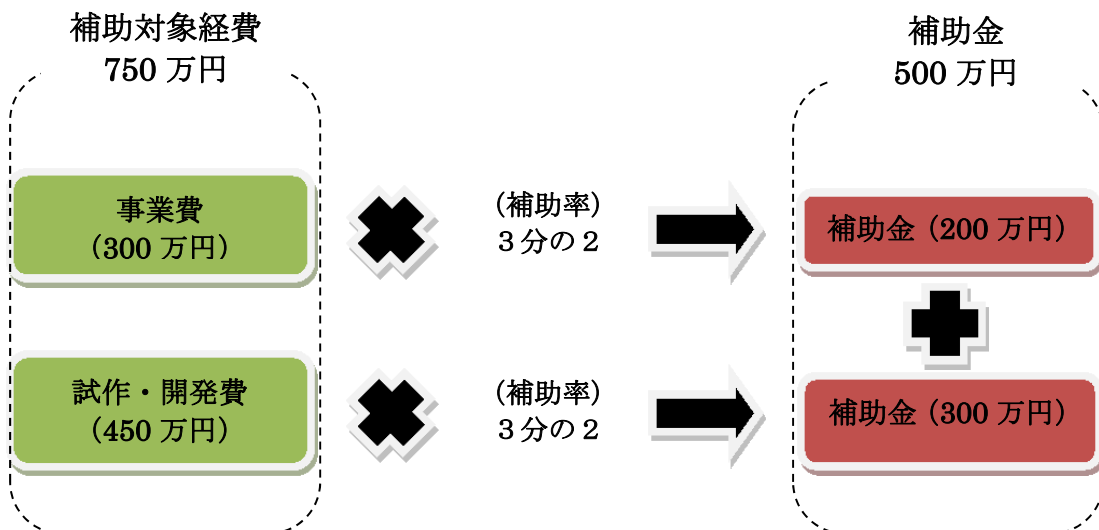 補助対象経費
750 万円
補助金
500 万円
事業費
(300 万円)
(補助率)
３分の２
補助金 (200 万円)
試作・開発費
(450 万円)
(補助率)
３分の２
補助金 (300 万円)